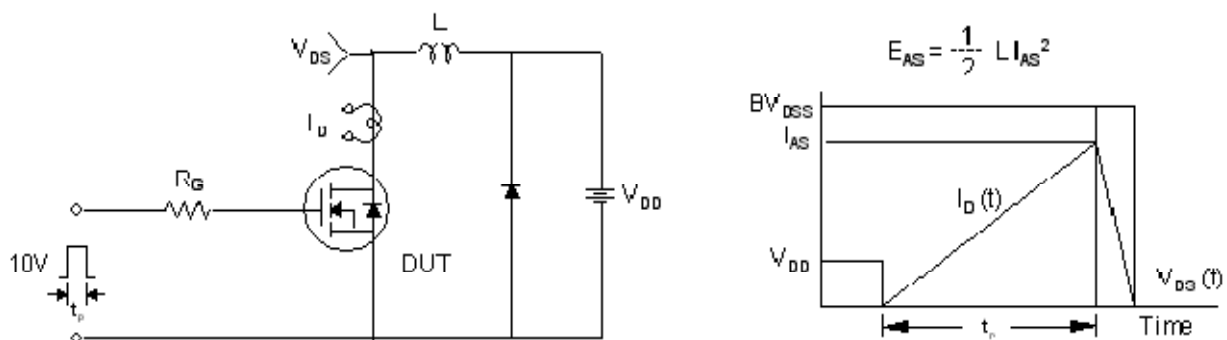 L
V_DS
E_AS = 1/2 L I_AS²
I_D
BV_DSS
I_AS
R_G
I_D (t)
V_DD
V_DD
10V
DUT
V_DS (t)
t_p
t_p
Time